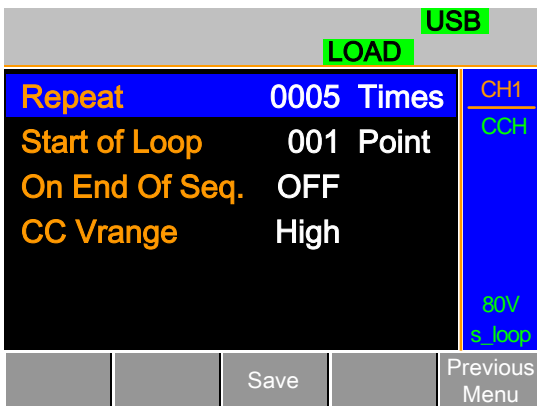 USB
LOAD
Repeat 0005 Times
Start of Loop 001 Point
On End Of Seq. OFF
CC Vrange High
CH1
CCH
80V
s_loop
Save
Previous
Menu